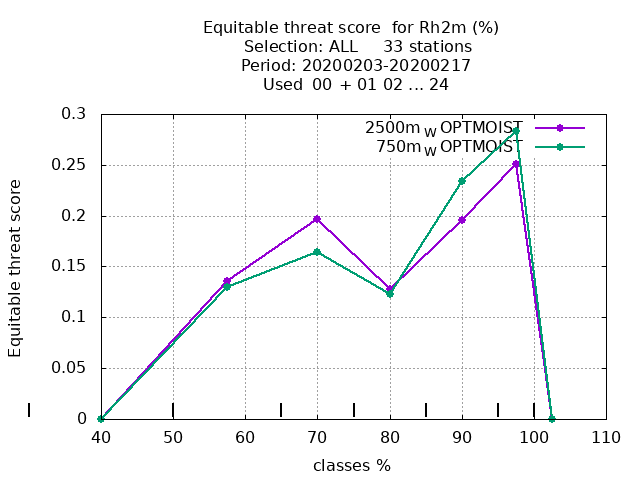 Equitable threat score  for Rh2m (%)
Selection: ALL     33 stations
Period: 20200203-20200217
Used  00 + 01 02 ... 24
2500m W OPTMOIST
750m W OPTMOIST
0.3
0.25
0.2
0.15
0.1
0.05
0
Equitable threat score
40 50 60 70 80 90 100 110
classes %